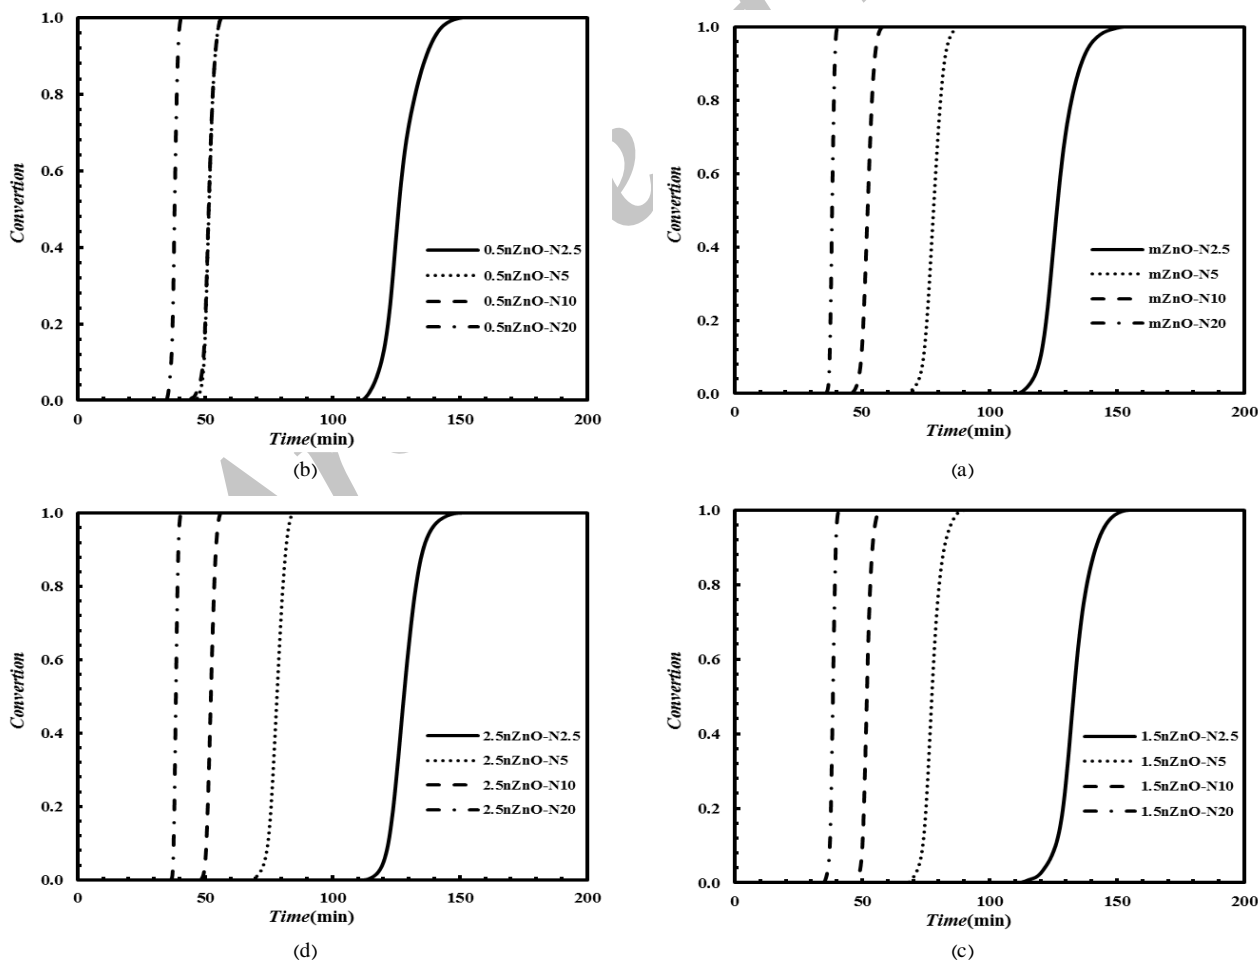 1.0
0.8
0.6
0.4
0.2
0.0
Convertion
0.5nZnO-N2.5
0.5nZnO-N5
0.5nZnO-N10
0.5nZnO-N20
0 50 100 150 200
Time(min)
(b)
1.0
0.8
0.6
0.4
0.2
0.0
Convertion
mZnO-N2.5
mZnO-N5
mZnO-N10
mZnO-N20
0 50 100 150 200
Time(min)
(a)
1.0
0.8
0.6
0.4
0.2
0.0
Convertion
2.5nZnO-N2.5
2.5nZnO-N5
2.5nZnO-N10
2.5nZnO-N20
0 50 100 150 200
Time(min)
(d)
1.0
0.8
0.6
0.4
0.2
0.0
Convertion
1.5nZnO-N2.5
1.5nZnO-N5
1.5nZnO-N10
1.5nZnO-N20
0 50 100 150 200
Time(min)
(c)